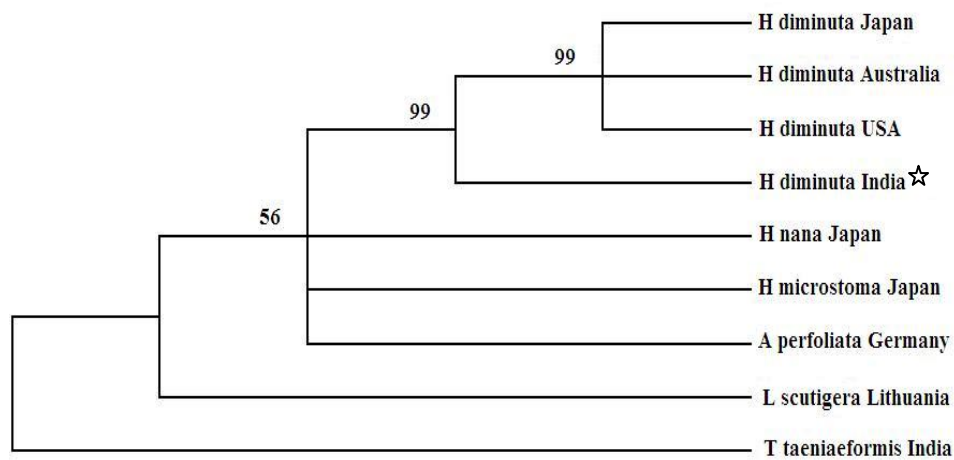 H diminuta Japan
99
H diminuta Australia
99
H diminuta USA
H diminuta India
56
H nana Japan
H microstoma Japan
A perfoliata Germany
L scutigera Lithuania
T taeniaeformis India